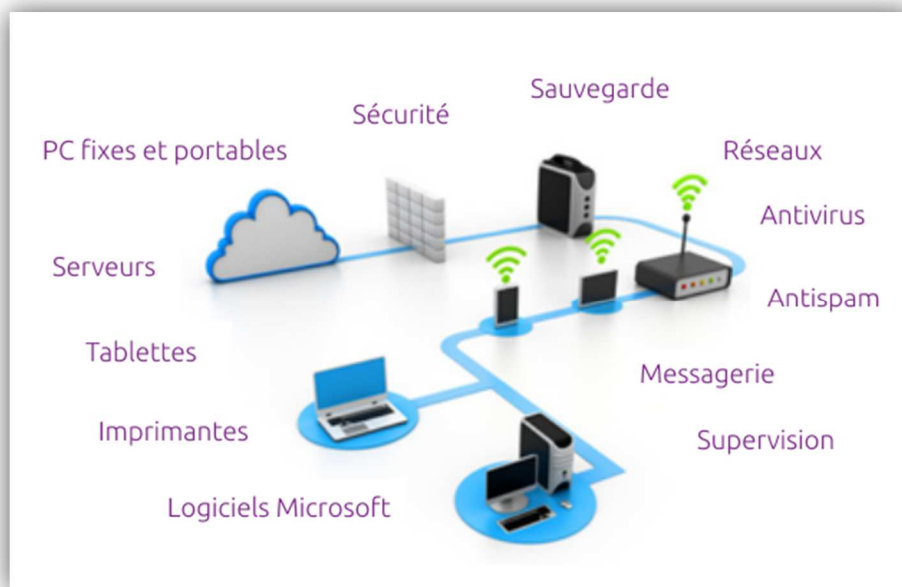 Sauvegarde
Sécurité
PC fixes et portables
Réseaux
Antivirus
Serveurs
Antispam
Tablettes
Messagerie
Imprimantes
Supervision
Logiciels Microsoft